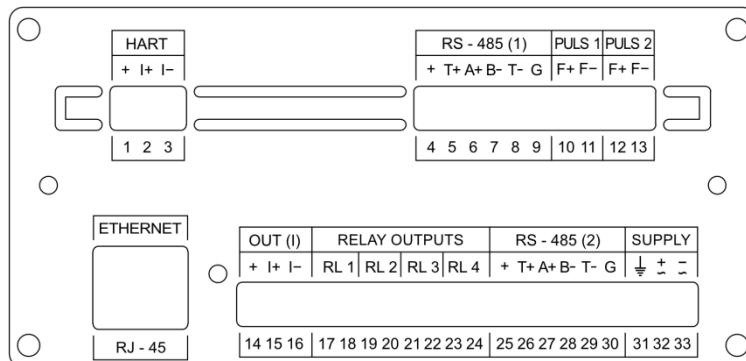 HART RS - 485 (1) PULS 1 PULS 2
+ I+ I− + T+ A+ B- T- G F+ F− F+ F−
1 2 3 4 5 6 7 8 9 10 11 12 13
ETHERNET
OUT (I) RELAY OUTPUTS RS - 485 (2) SUPPLY
+ I+ I− RL 1 RL 2 RL 3 RL 4 + T+ A+ B- T- G ⏚ + −
RJ - 45 14 15 16 17 18 19 20 21 22 23 24 25 26 27 28 29 30 31 32 33